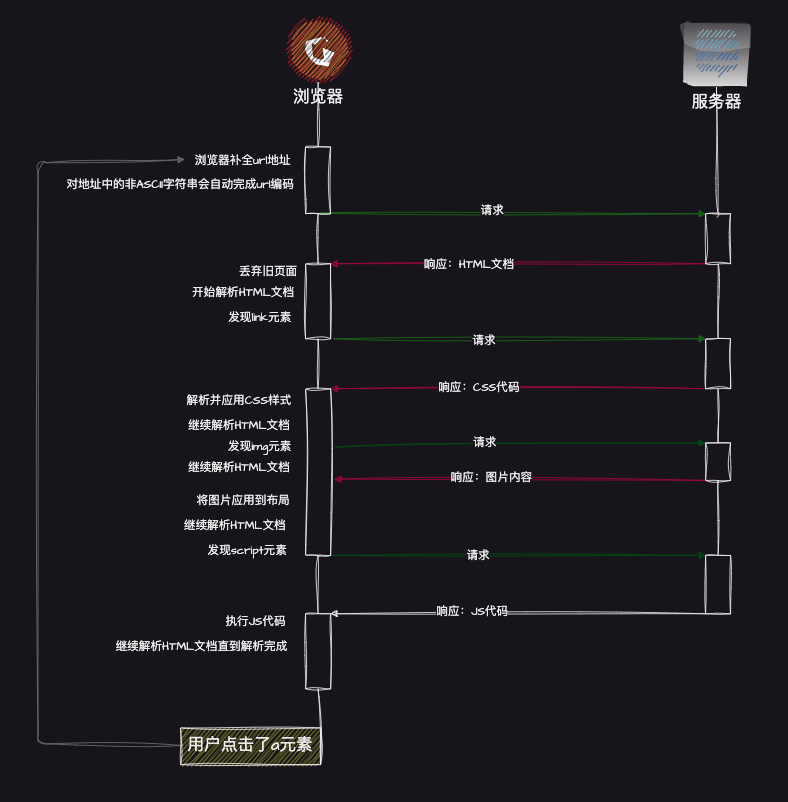 浏览器
服务器
浏览器补全url地址
对地址中的非ASCII字符串会自动完成url编码
请求
响应：HTML文档
丢弃旧页面
开始解析HTML文档
发现link元素
请求
响应：CSS代码
解析并应用CSS样式
继续解析HTML文档
发现img元素
请求
继续解析HTML文档
响应：图片内容
将图片应用到布局
继续解析HTML文档
发现script元素
请求
响应：JS代码
执行JS代码
继续解析HTML文档直到解析完成
用户点击了a元素